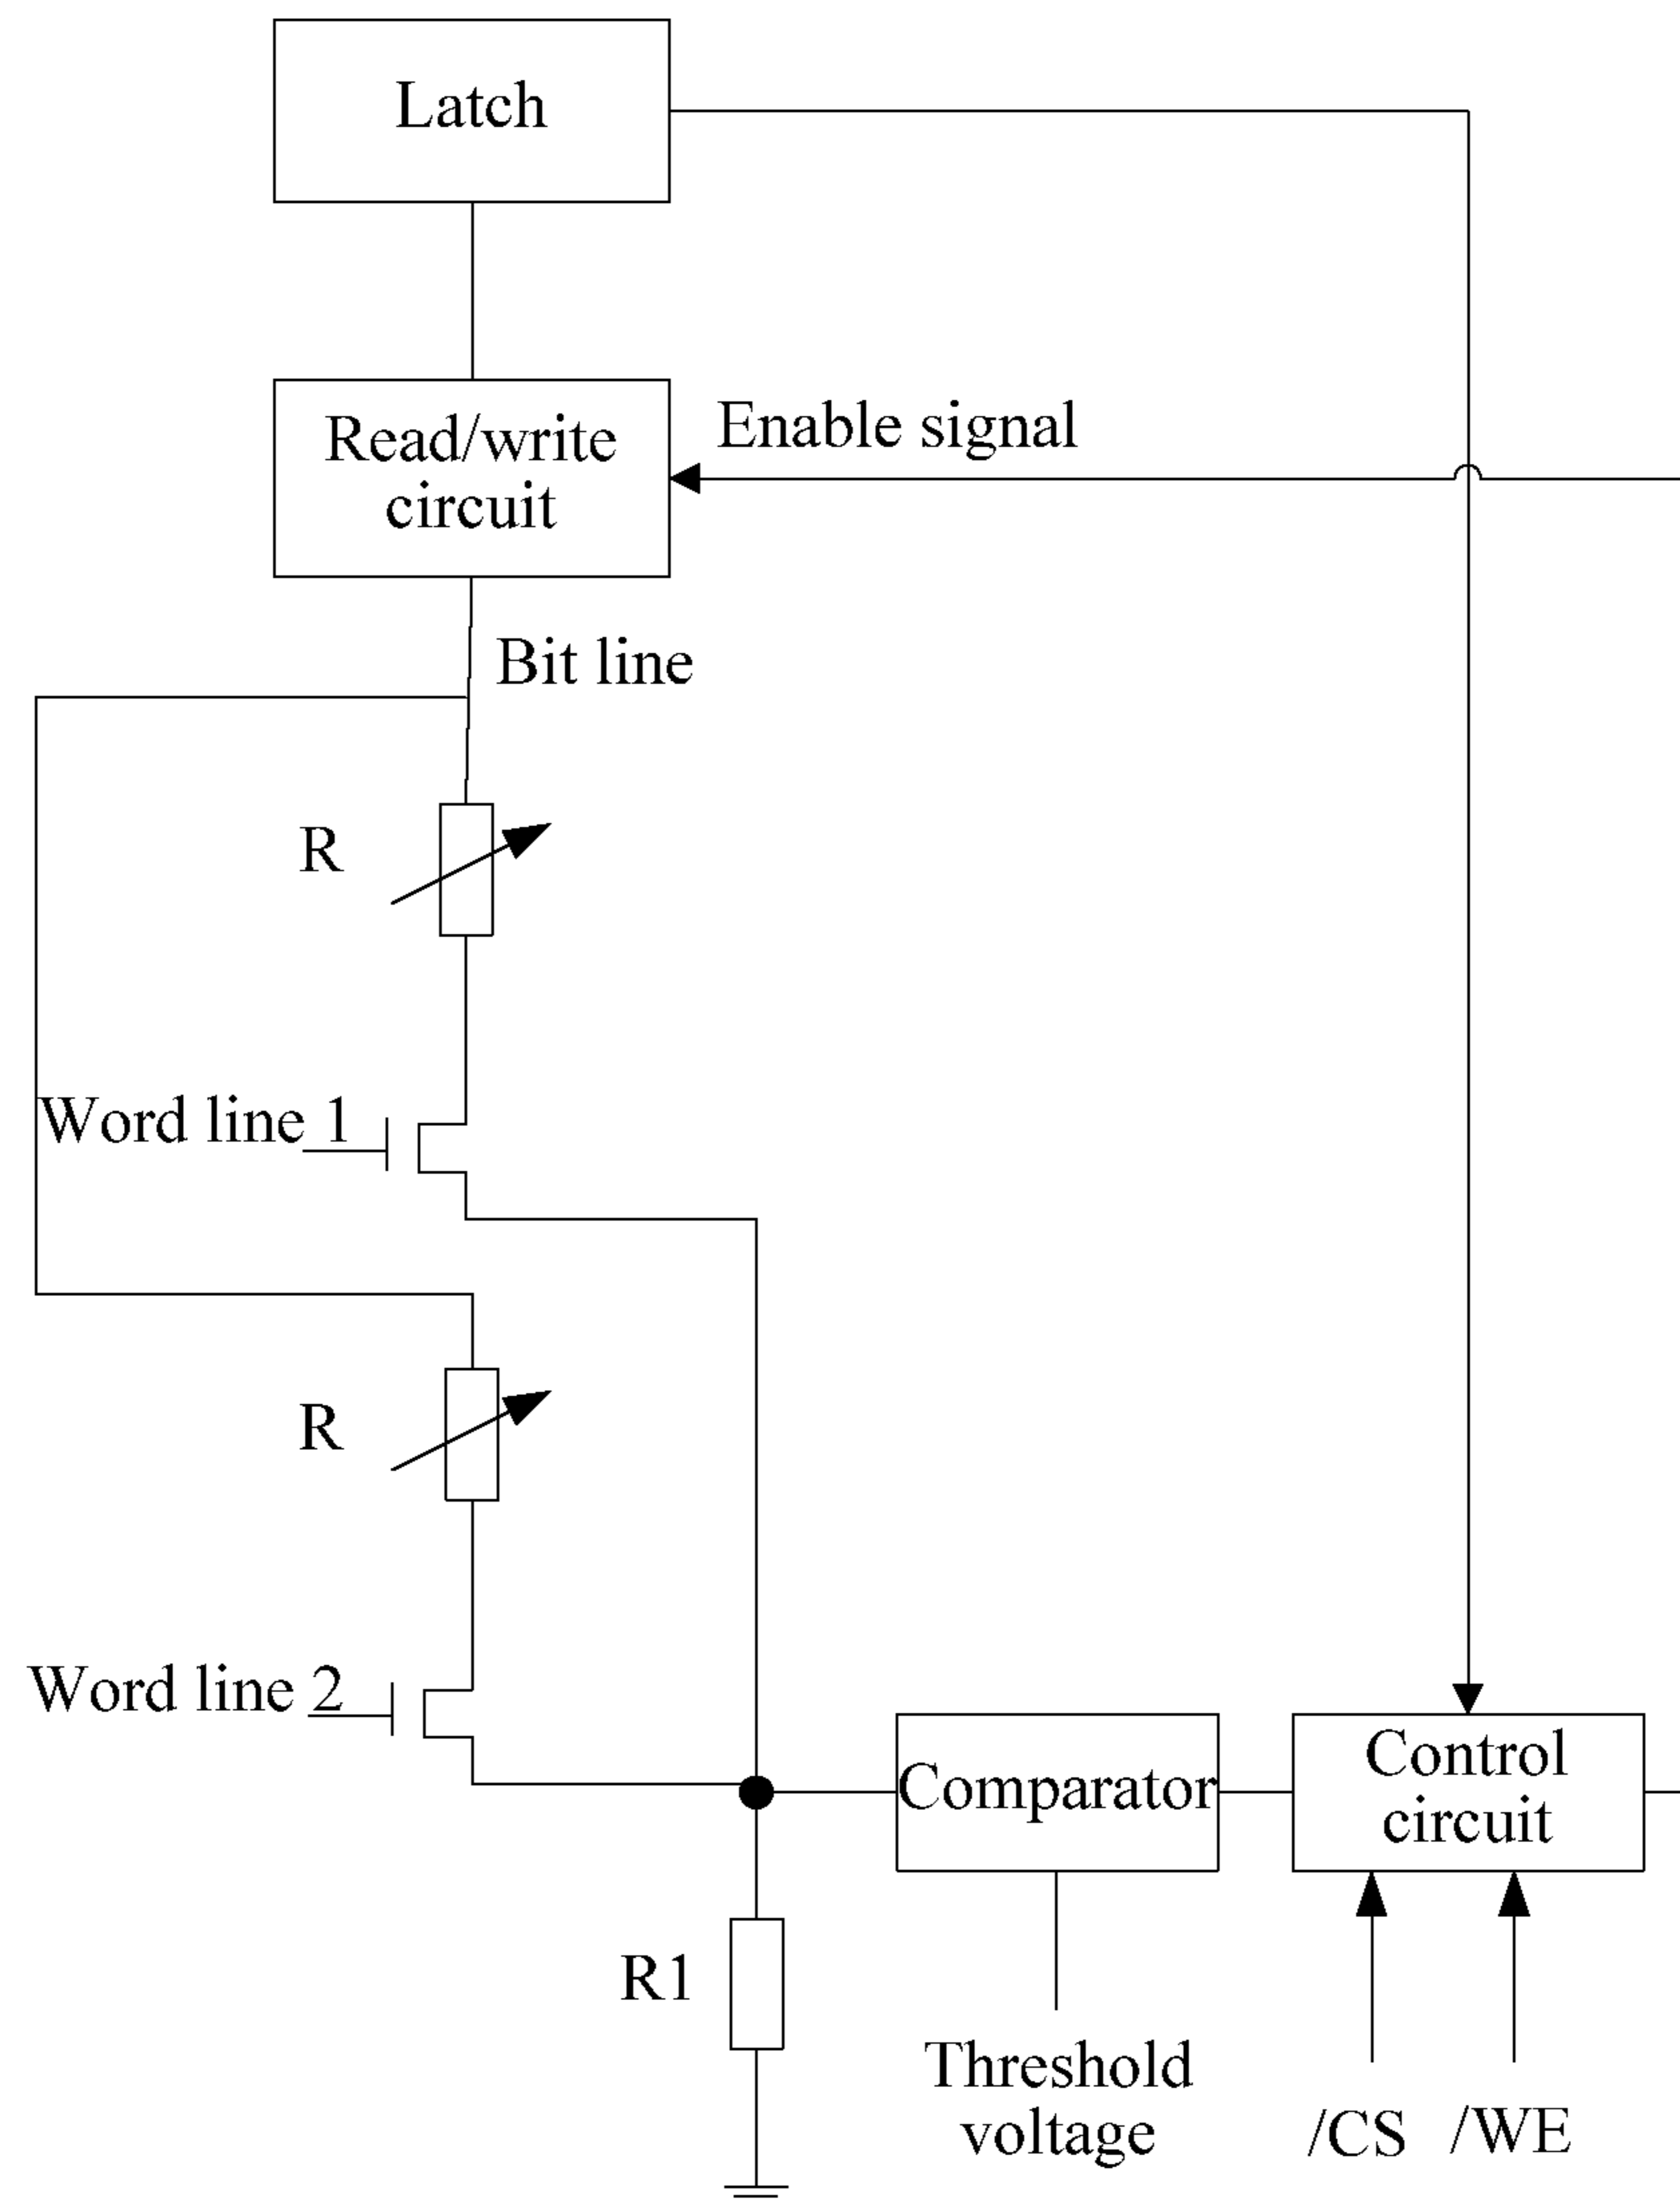 Latch
Read/write
circuit
Enable signal
Bit line
R
Word line 1
R
Word line 2
Comparator
Control
circuit
R1
Threshold
voltage
/CS
/WE